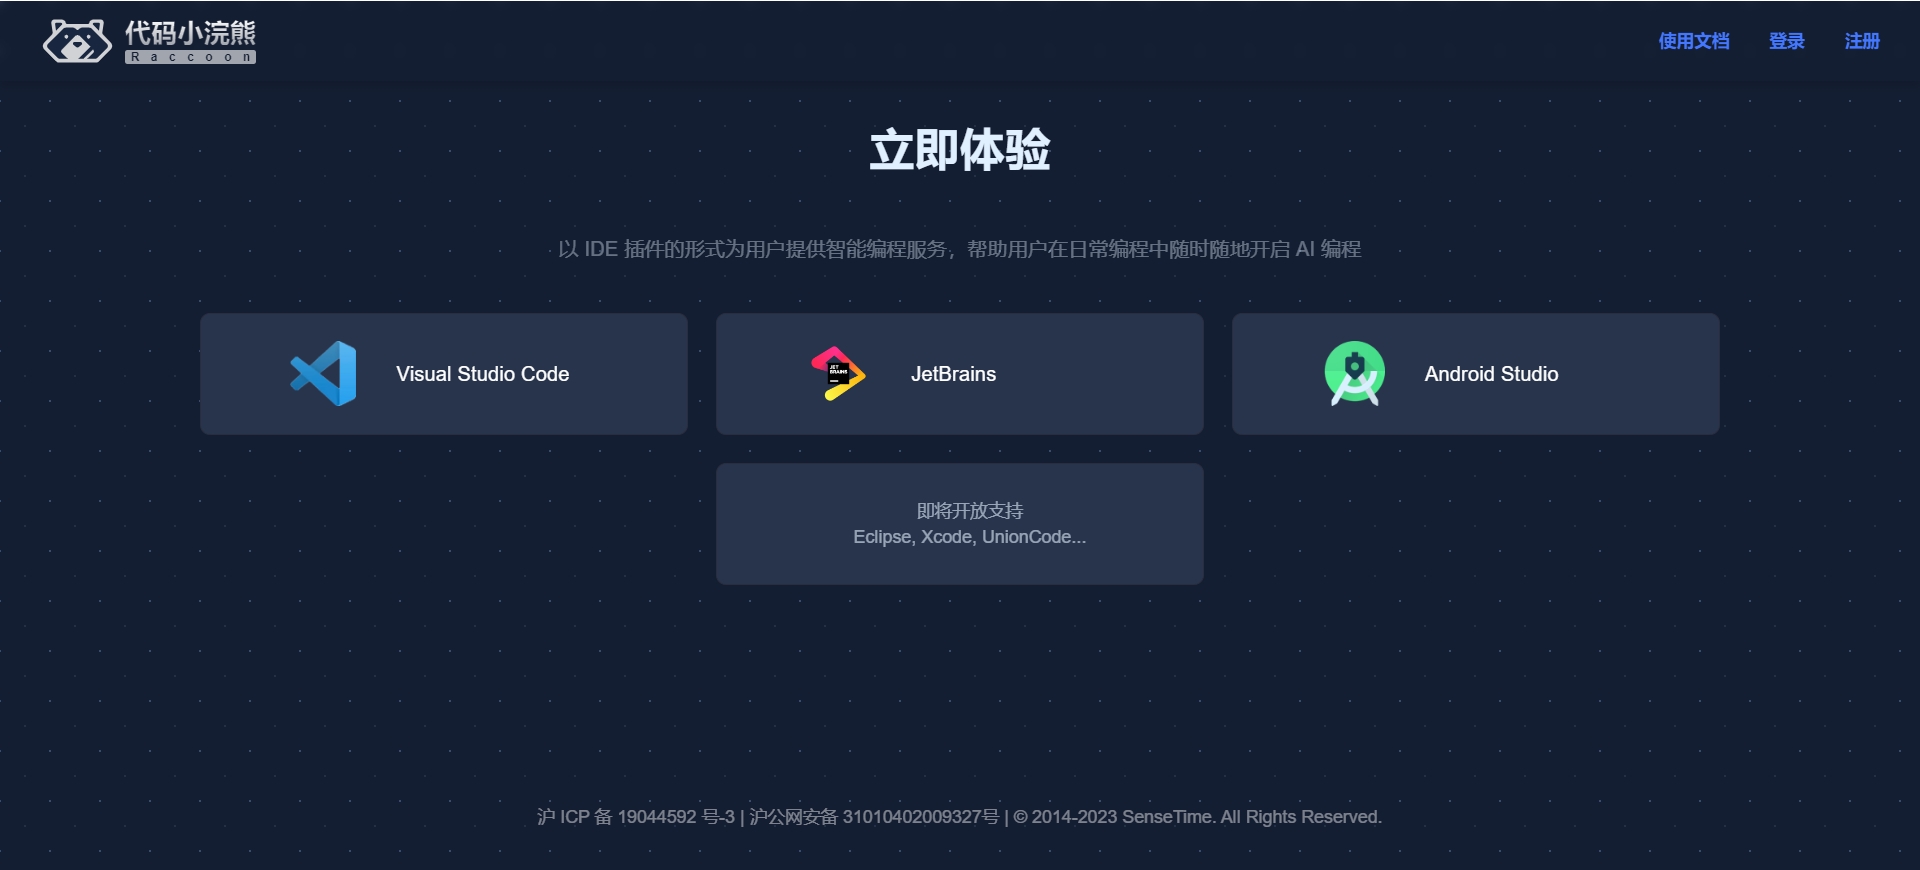 代码小浣熊
Raccoon
使用文档 登录 注册
立即体验
以 IDE 插件的形式为用户提供智能编程服务，帮助用户在日常编程中随时随地开启 AI 编程
Visual Studio Code
JET BRAINS
JetBrains
Android Studio
即将开放支持
Eclipse, Xcode, UnionCode...
沪 ICP 备 19044592 号-3 | 沪公网安备 31010402009327号 | © 2014-2023 SenseTime. All Rights Reserved.